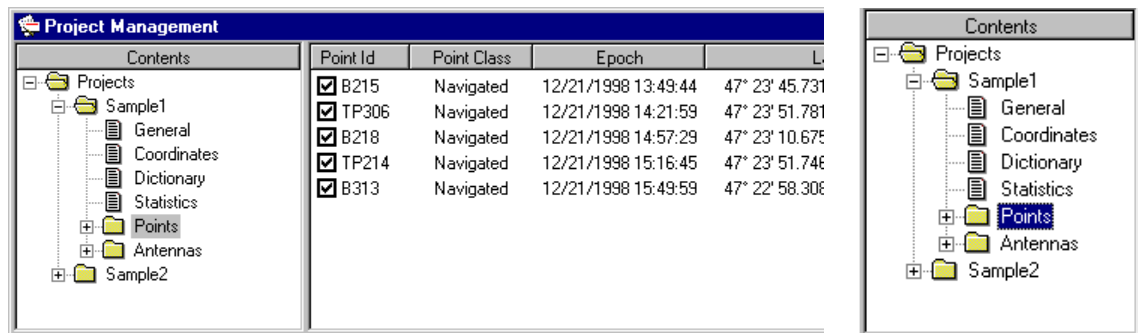 Project Management
Contents
Projects
Sample1
General
Coordinates
Dictionary
Statistics
Points
Antennas
Sample2
Point Id Point Class Epoch L
B215 Navigated 12/21/1998 13:49:44 47° 23' 45.731
TP306 Navigated 12/21/1998 14:21:59 47° 23' 51.781
B218 Navigated 12/21/1998 14:57:29 47° 23' 10.675
TP214 Navigated 12/21/1998 15:16:45 47° 23' 51.746
B313 Navigated 12/21/1998 15:49:59 47° 22' 58.308
Contents
Projects
Sample1
General
Coordinates
Dictionary
Statistics
Points
Antennas
Sample2